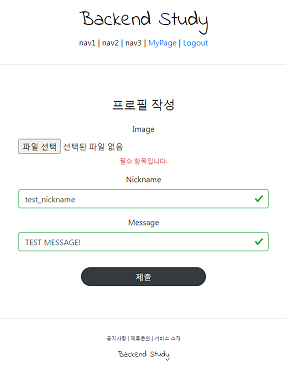 Backend Study
nav1 | nav2 | nav3 | MyPage | Logout
프로필 작성
Image
파일 선택 선택된 파일 없음
필수 항목입니다.
Nickname
test_nickname
Message
TEST MESSAGE!
제출
공지사항 | 제휴문의 | 서비스 소개
Backend Study